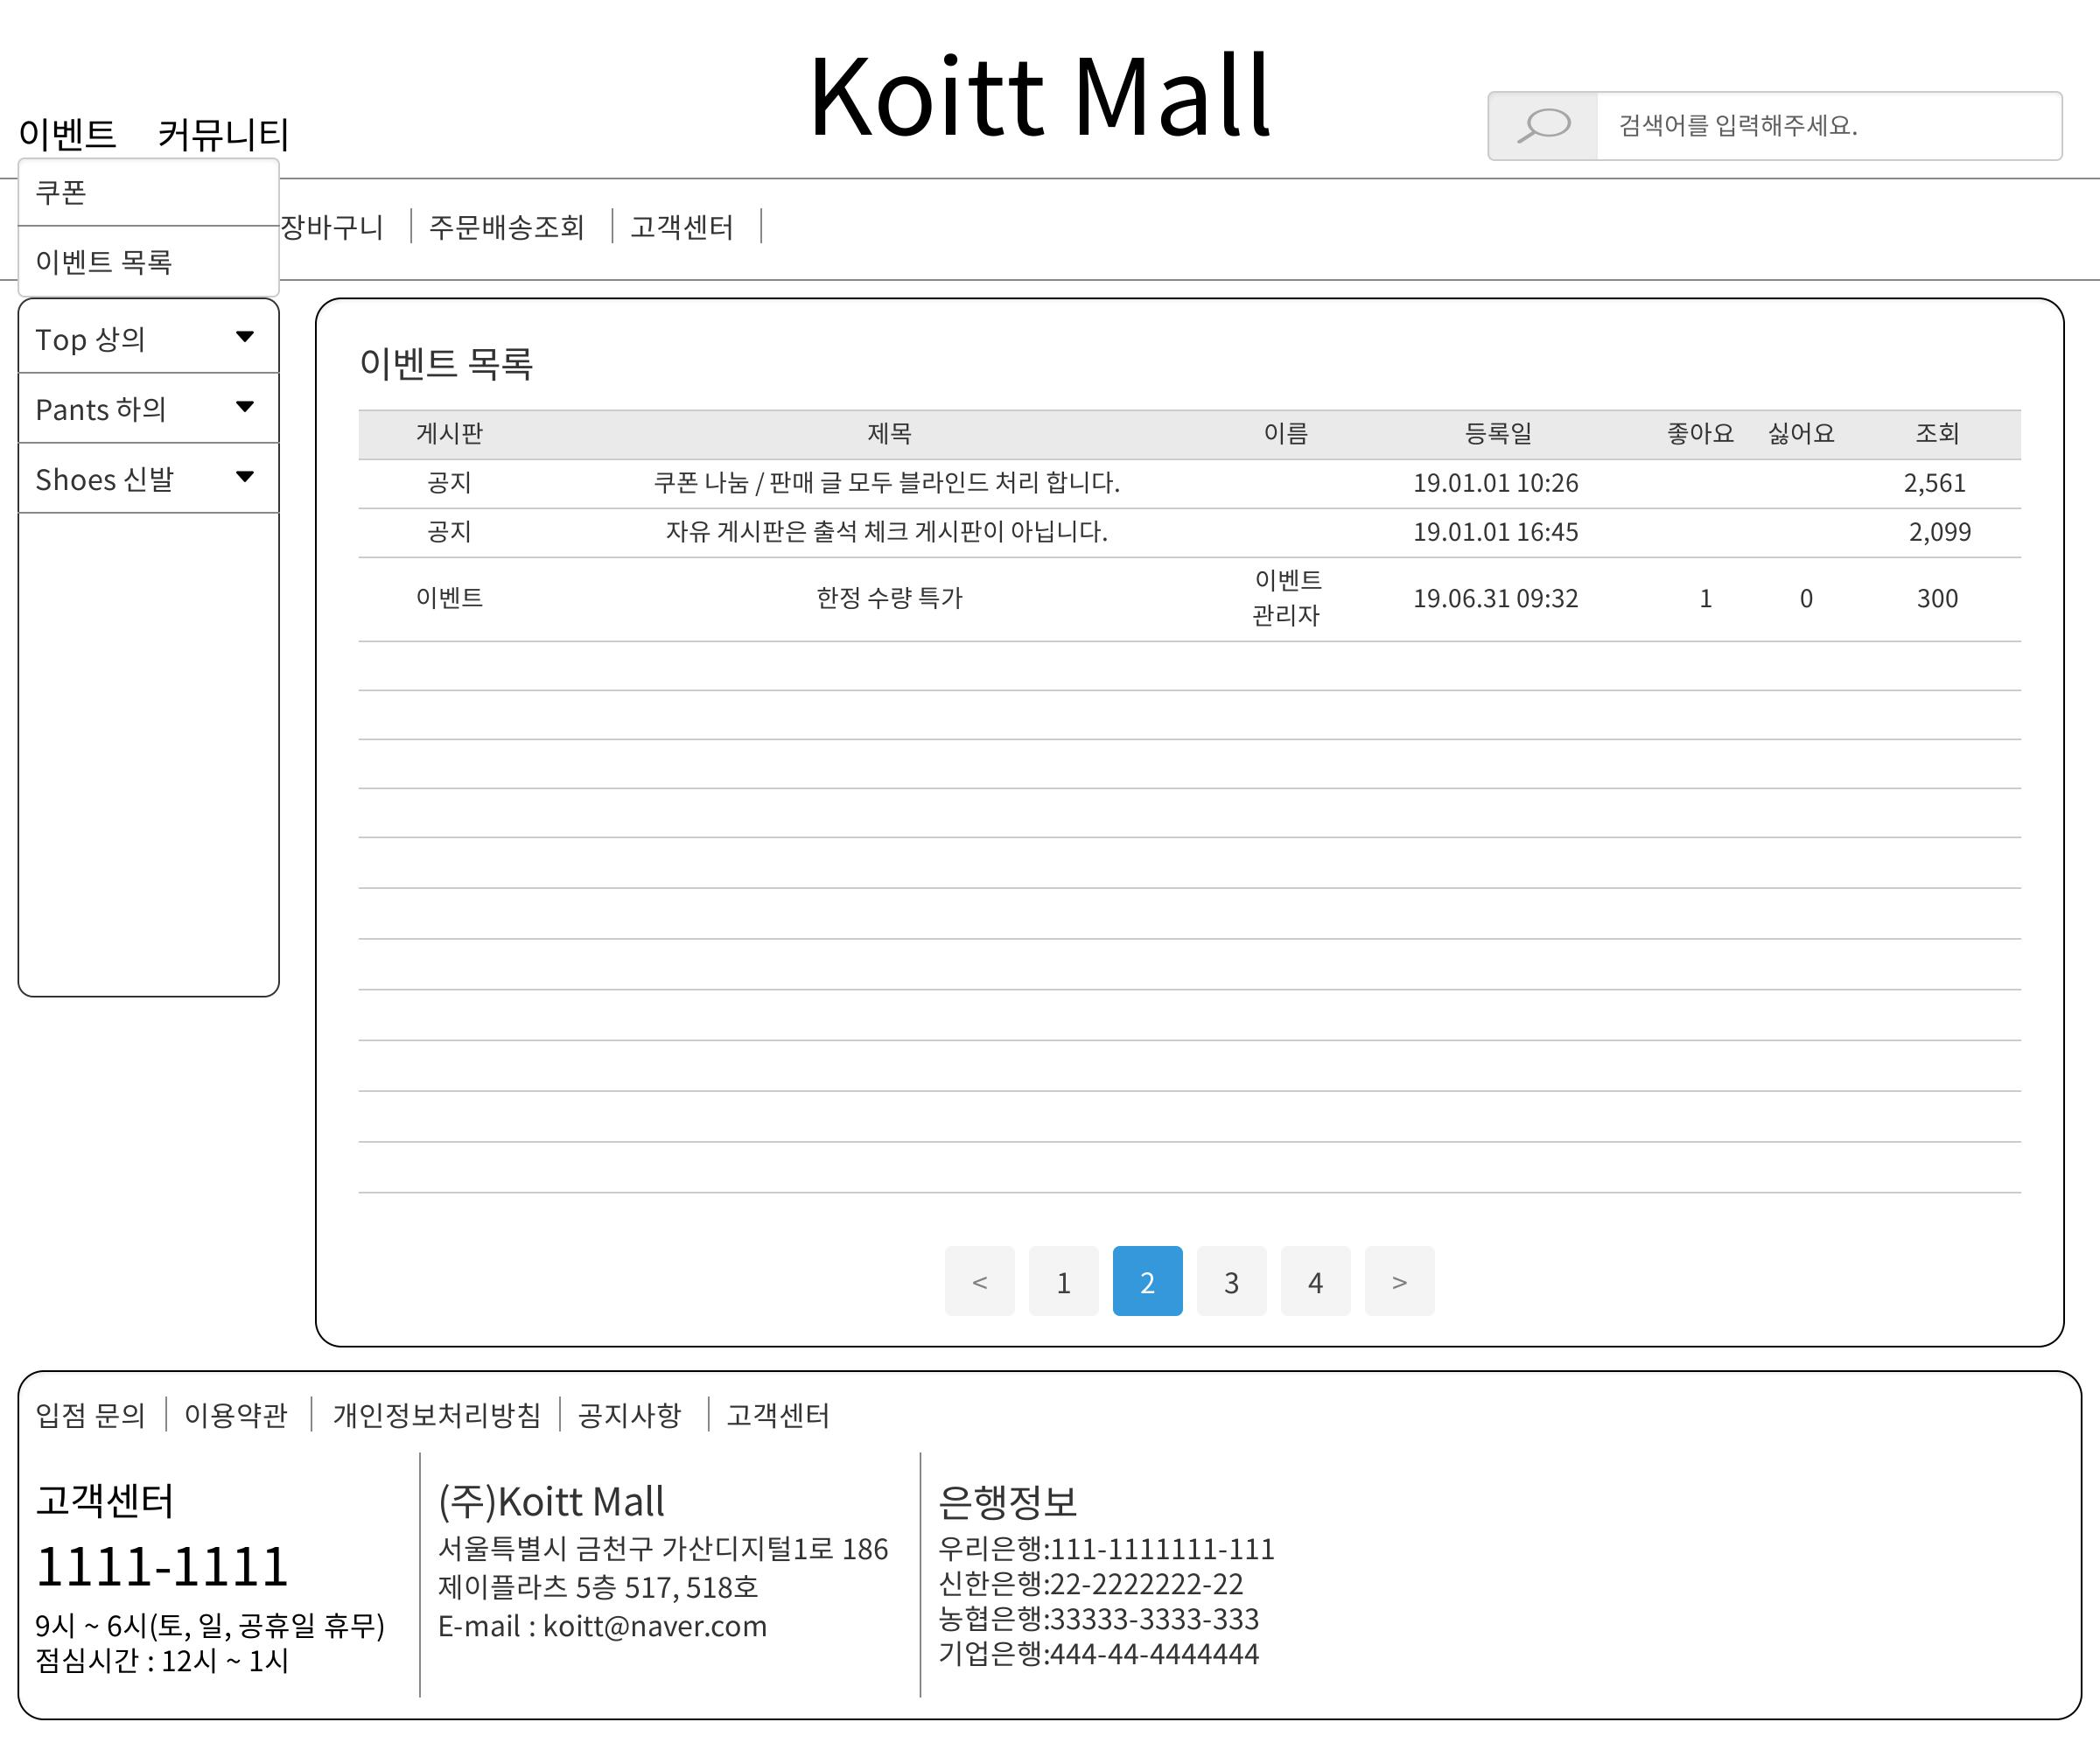 Koitt Mall
이벤트 커뮤니티
검색어를 입력해주세요.
쿠폰
이벤트 목록
장바구니 주문배송조회 고객센터
Top 상의
Pants 하의
Shoes 신발
이벤트 목록
게시판 제목 이름 등록일 좋아요 싫어요 조회
공지 쿠폰 나눔 / 판매 글 모두 블라인드 처리 합니다. 19.01.01 10:26 2,561
공지 자유 게시판은 출석 체크 게시판이 아닙니다. 19.01.01 16:45 2,099
이벤트 한정 수량 특가 이벤트 관리자 19.06.31 09:32 1 0 300
< 1 2 3 4 >
입점 문의 이용약관 개인정보처리방침 공지사항 고객센터
고객센터
1111-1111
9시 ~ 6시(토, 일, 공휴일 휴무)
점심시간 : 12시 ~ 1시
(주)Koitt Mall
서울특별시 금천구 가산디지털1로 186
제이플라츠 5층 517, 518호
E-mail : koitt@naver.com
은행정보
우리은행:111-1111111-111
신한은행:22-2222222-22
농협은행:33333-3333-333
기업은행:444-44-4444444